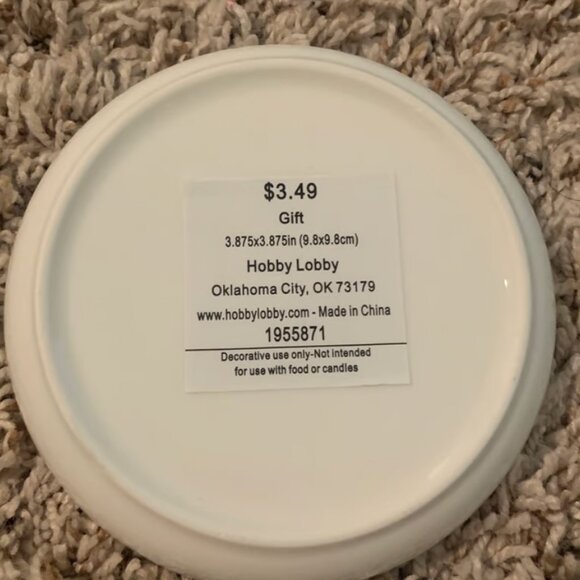 $3.49
Gift
3.875x3.875in (9.8x9.8cm)
Hobby Lobby
Oklahoma City, OK 73179
www.hobbylobby.com - Made in China
1955871
Decorative use only-Not intended
for use with food or candles